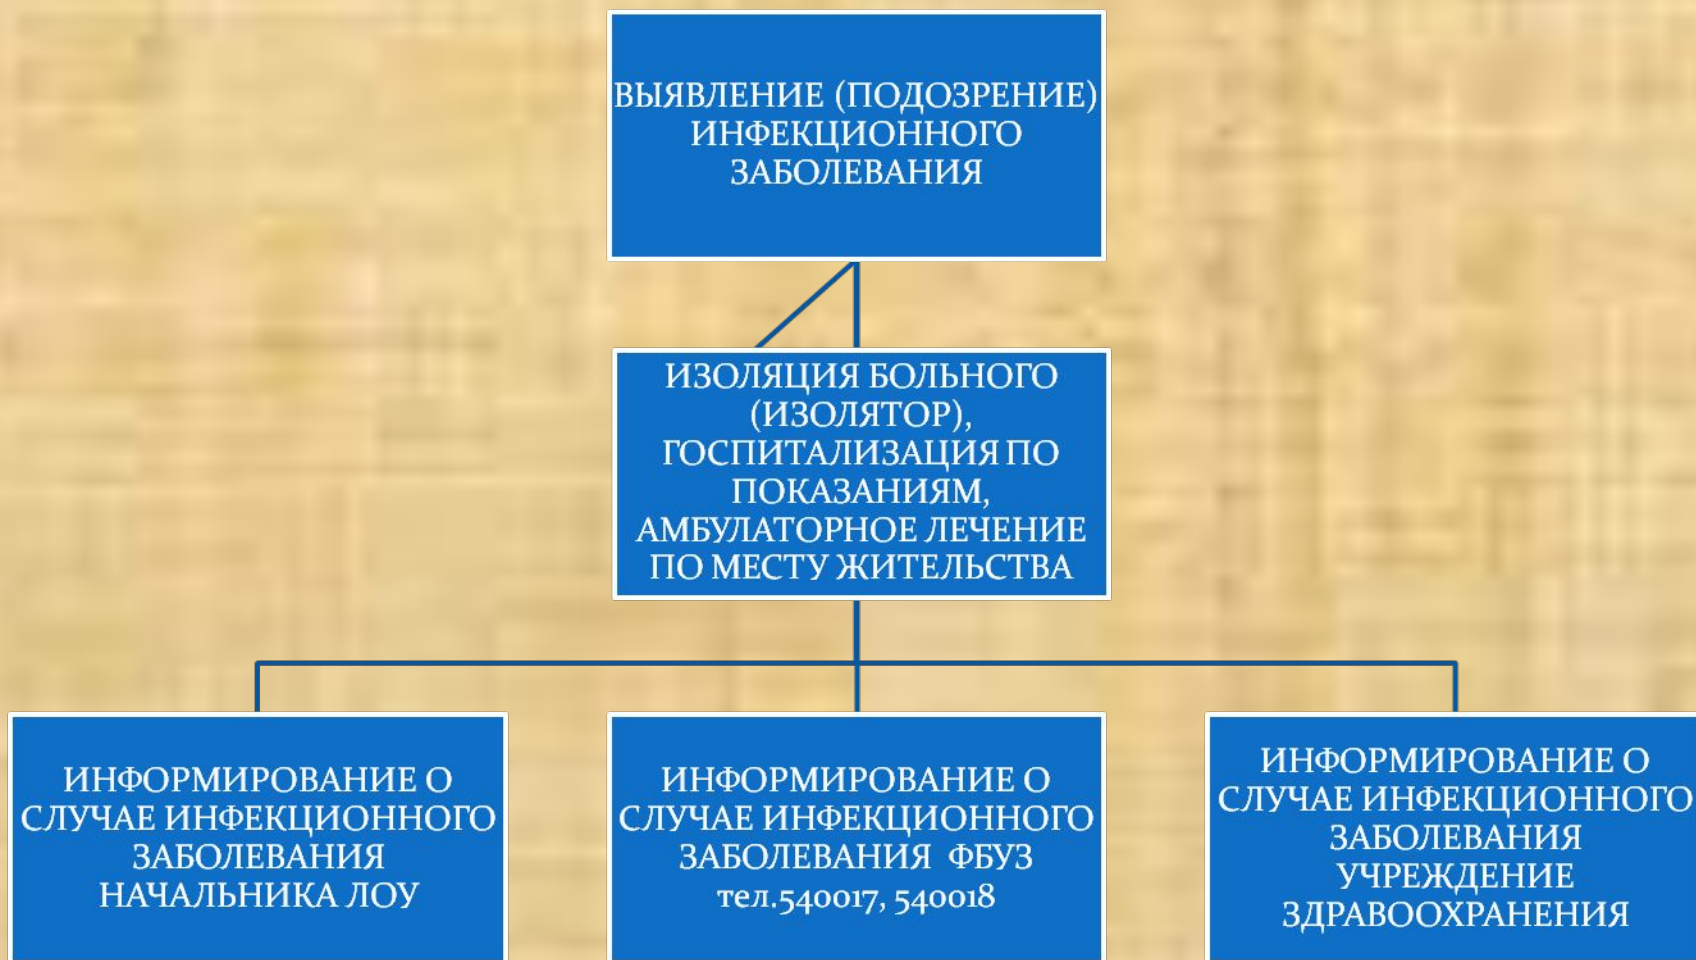 ВЫЯВЛЕНИЕ (ПОДОЗРЕНИЕ)
ИНФЕКЦИОННОГО
ЗАБОЛЕВАНИЯ
ИЗОЛЯЦИЯ БОЛЬНОГО
(ИЗОЛЯТОР),
ГОСПИТАЛИЗАЦИЯ ПО
ПОКАЗАНИЯМ,
АМБУЛАТОРНОЕ ЛЕЧЕНИЕ
ПО МЕСТУ ЖИТЕЛЬСТВА
ИНФОРМИРОВАНИЕ О
СЛУЧАЕ ИНФЕКЦИОННОГО
ЗАБОЛЕВАНИЯ
НАЧАЛЬНИКА ЛОУ
ИНФОРМИРОВАНИЕ О
СЛУЧАЕ ИНФЕКЦИОННОГО
ЗАБОЛЕВАНИЯ ФБУЗ
тел.540017, 540018
ИНФОРМИРОВАНИЕ О
СЛУЧАЕ ИНФЕКЦИОННОГО
ЗАБОЛЕВАНИЯ
УЧРЕЖДЕНИЕ
ЗДРАВООХРАНЕНИЯ